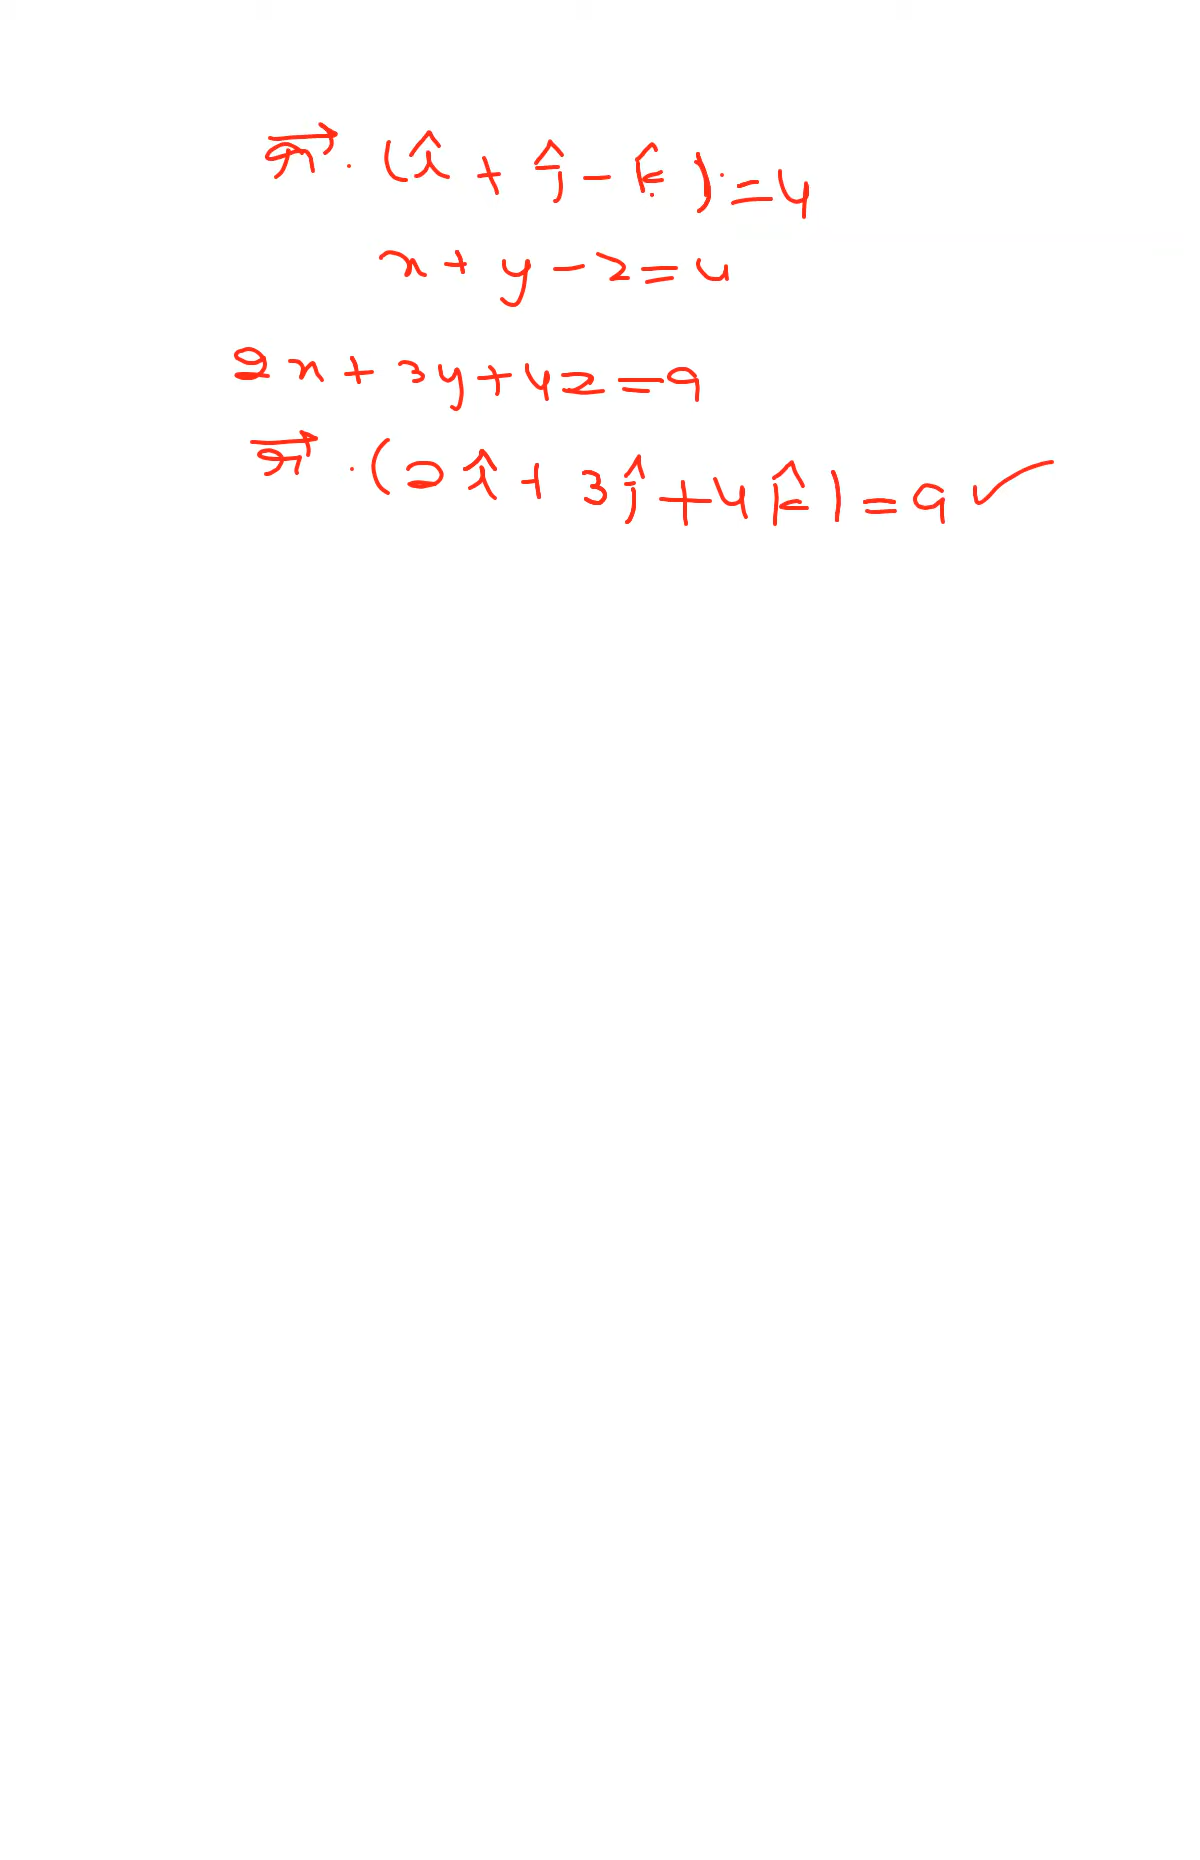 r⃗ . (î + ĵ - k̂) = 4
x + y - z = 4
2x + 3y + 4z = 9
r⃗ . (2î + 3ĵ + 4k̂) = 9 ✓